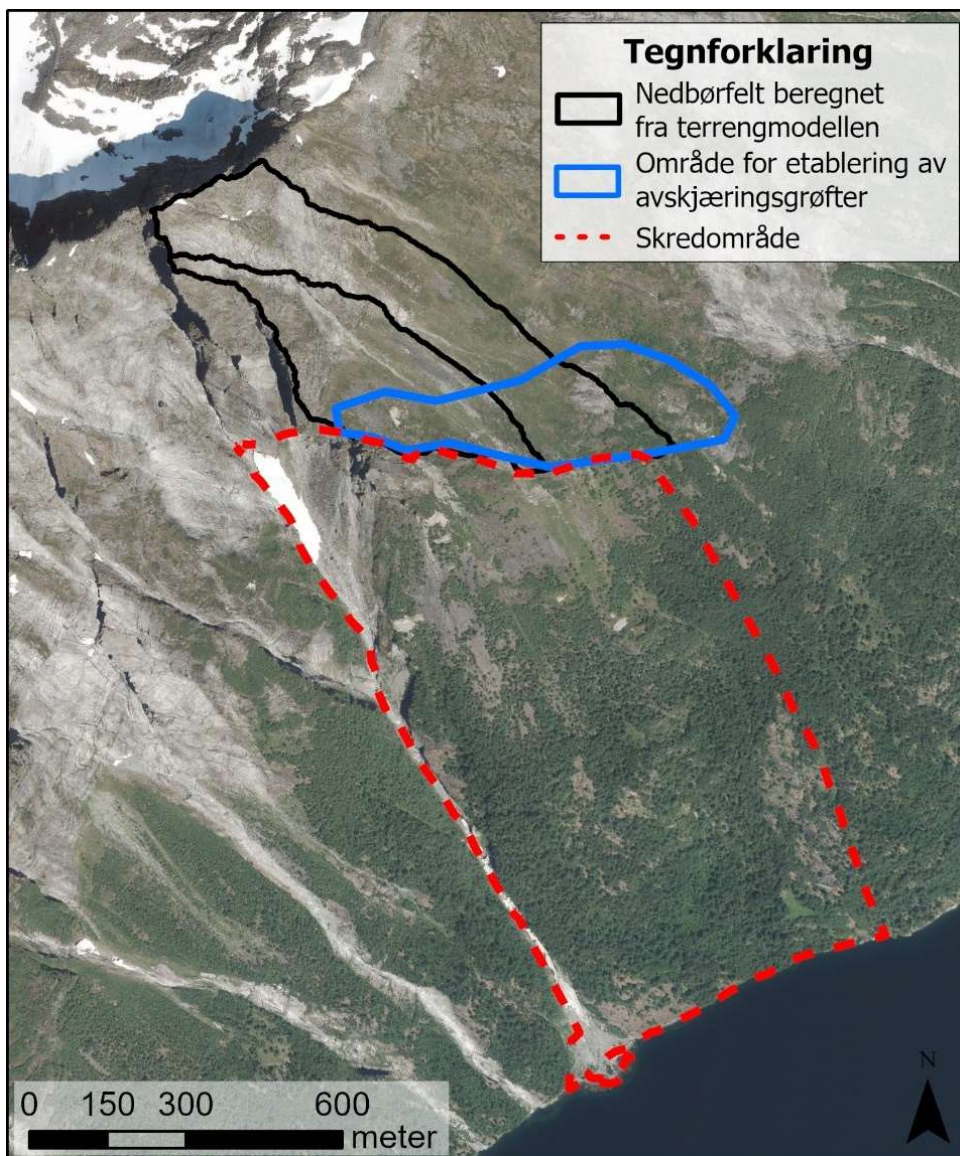 Tegnforklaring
Nedbørfelt beregnet
fra terrengmodellen
Område for etablering av
avskjæringsgrøfter
Skredområde
N
0 150 300 600
meter